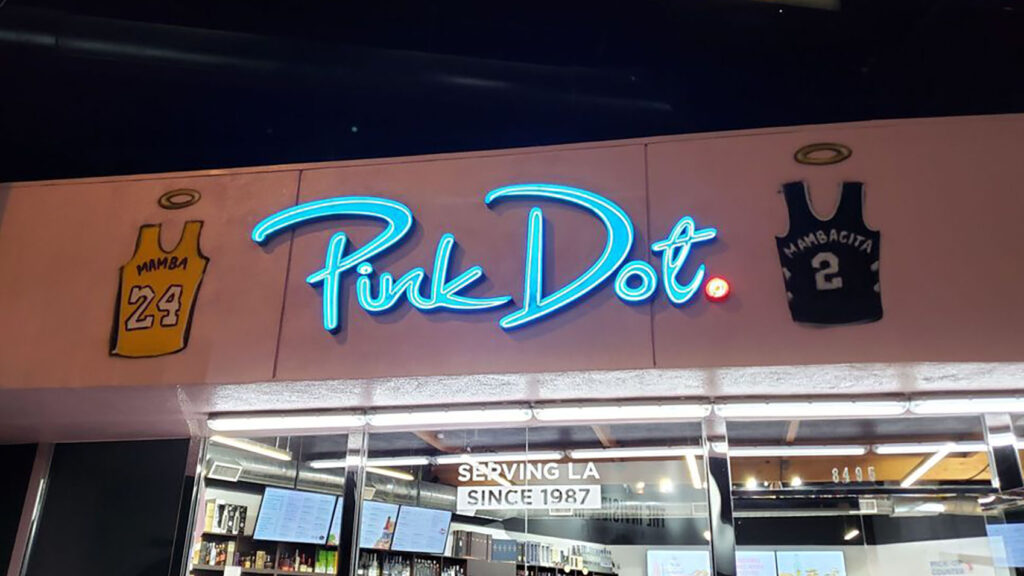 Pink Dot.
MAMBA
24
MAMBACITA
2
SERVING LA
SINCE 1987
8495